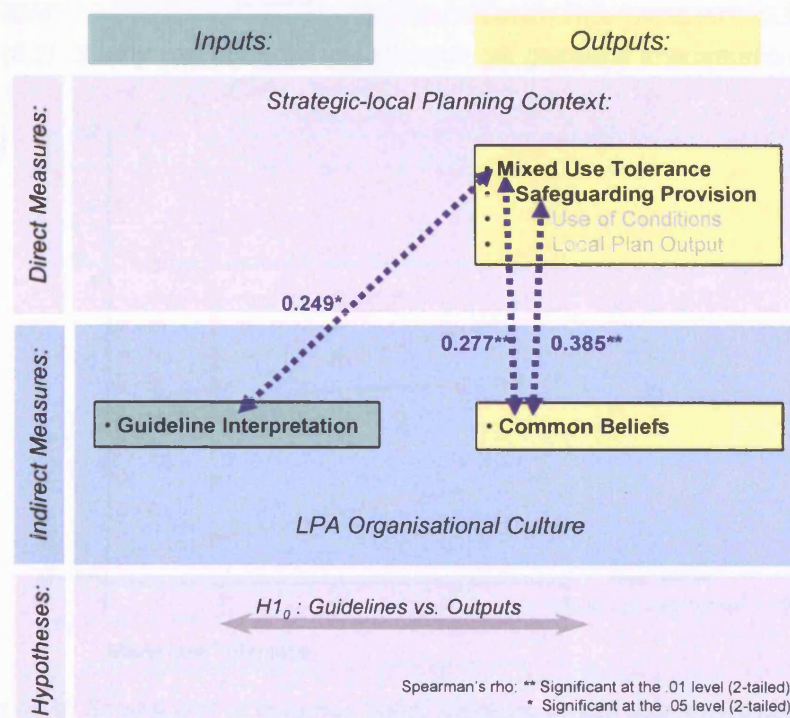 Inputs:
Outputs:
Direct Measures:
Strategic-local Planning Context:
• Mixed Use Tolerance
• Safeguarding Provision
• Use of Conditions
• Local Plan Output
0.249*
0.277**
0.385**
indirect Measures:
• Guideline Interpretation
• Common Beliefs
LPA Organisational Culture
Hypotheses:
H1₀ : Guidelines vs. Outputs
Spearman's rho: ** Significant at the .01 level (2-tailed)
* Significant at the .05 level (2-tailed)